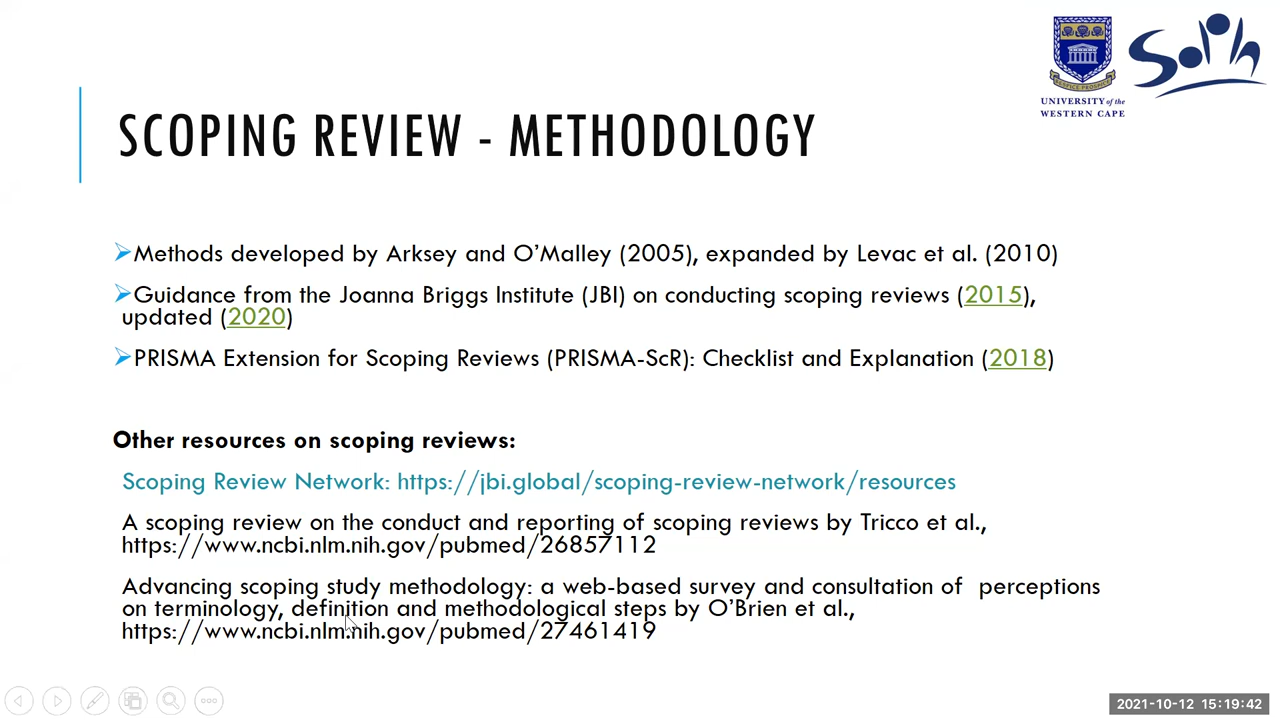 UNIVERSITY of the
WESTERN CAPE
SoPh
SCOPING REVIEW - METHODOLOGY
Methods developed by Arksey and O'Malley (2005), expanded by Levac et al. (2010)
Guidance from the Joanna Briggs Institute (JBI) on conducting scoping reviews (2015),
updated (2020)
PRISMA Extension for Scoping Reviews (PRISMA-ScR): Checklist and Explanation (2018)
Other resources on scoping reviews:
Scoping Review Network: https://jbi.global/scoping-review-network/resources
A scoping review on the conduct and reporting of scoping reviews by Tricco et al.,
https://www.ncbi.nlm.nih.gov/pubmed/26857112
Advancing scoping study methodology: a web-based survey and consultation of perceptions
on terminology, definition and methodological steps by O'Brien et al.,
https://www.ncbi.nlm.nih.gov/pubmed/27461419
2021-10-12 15:19:42